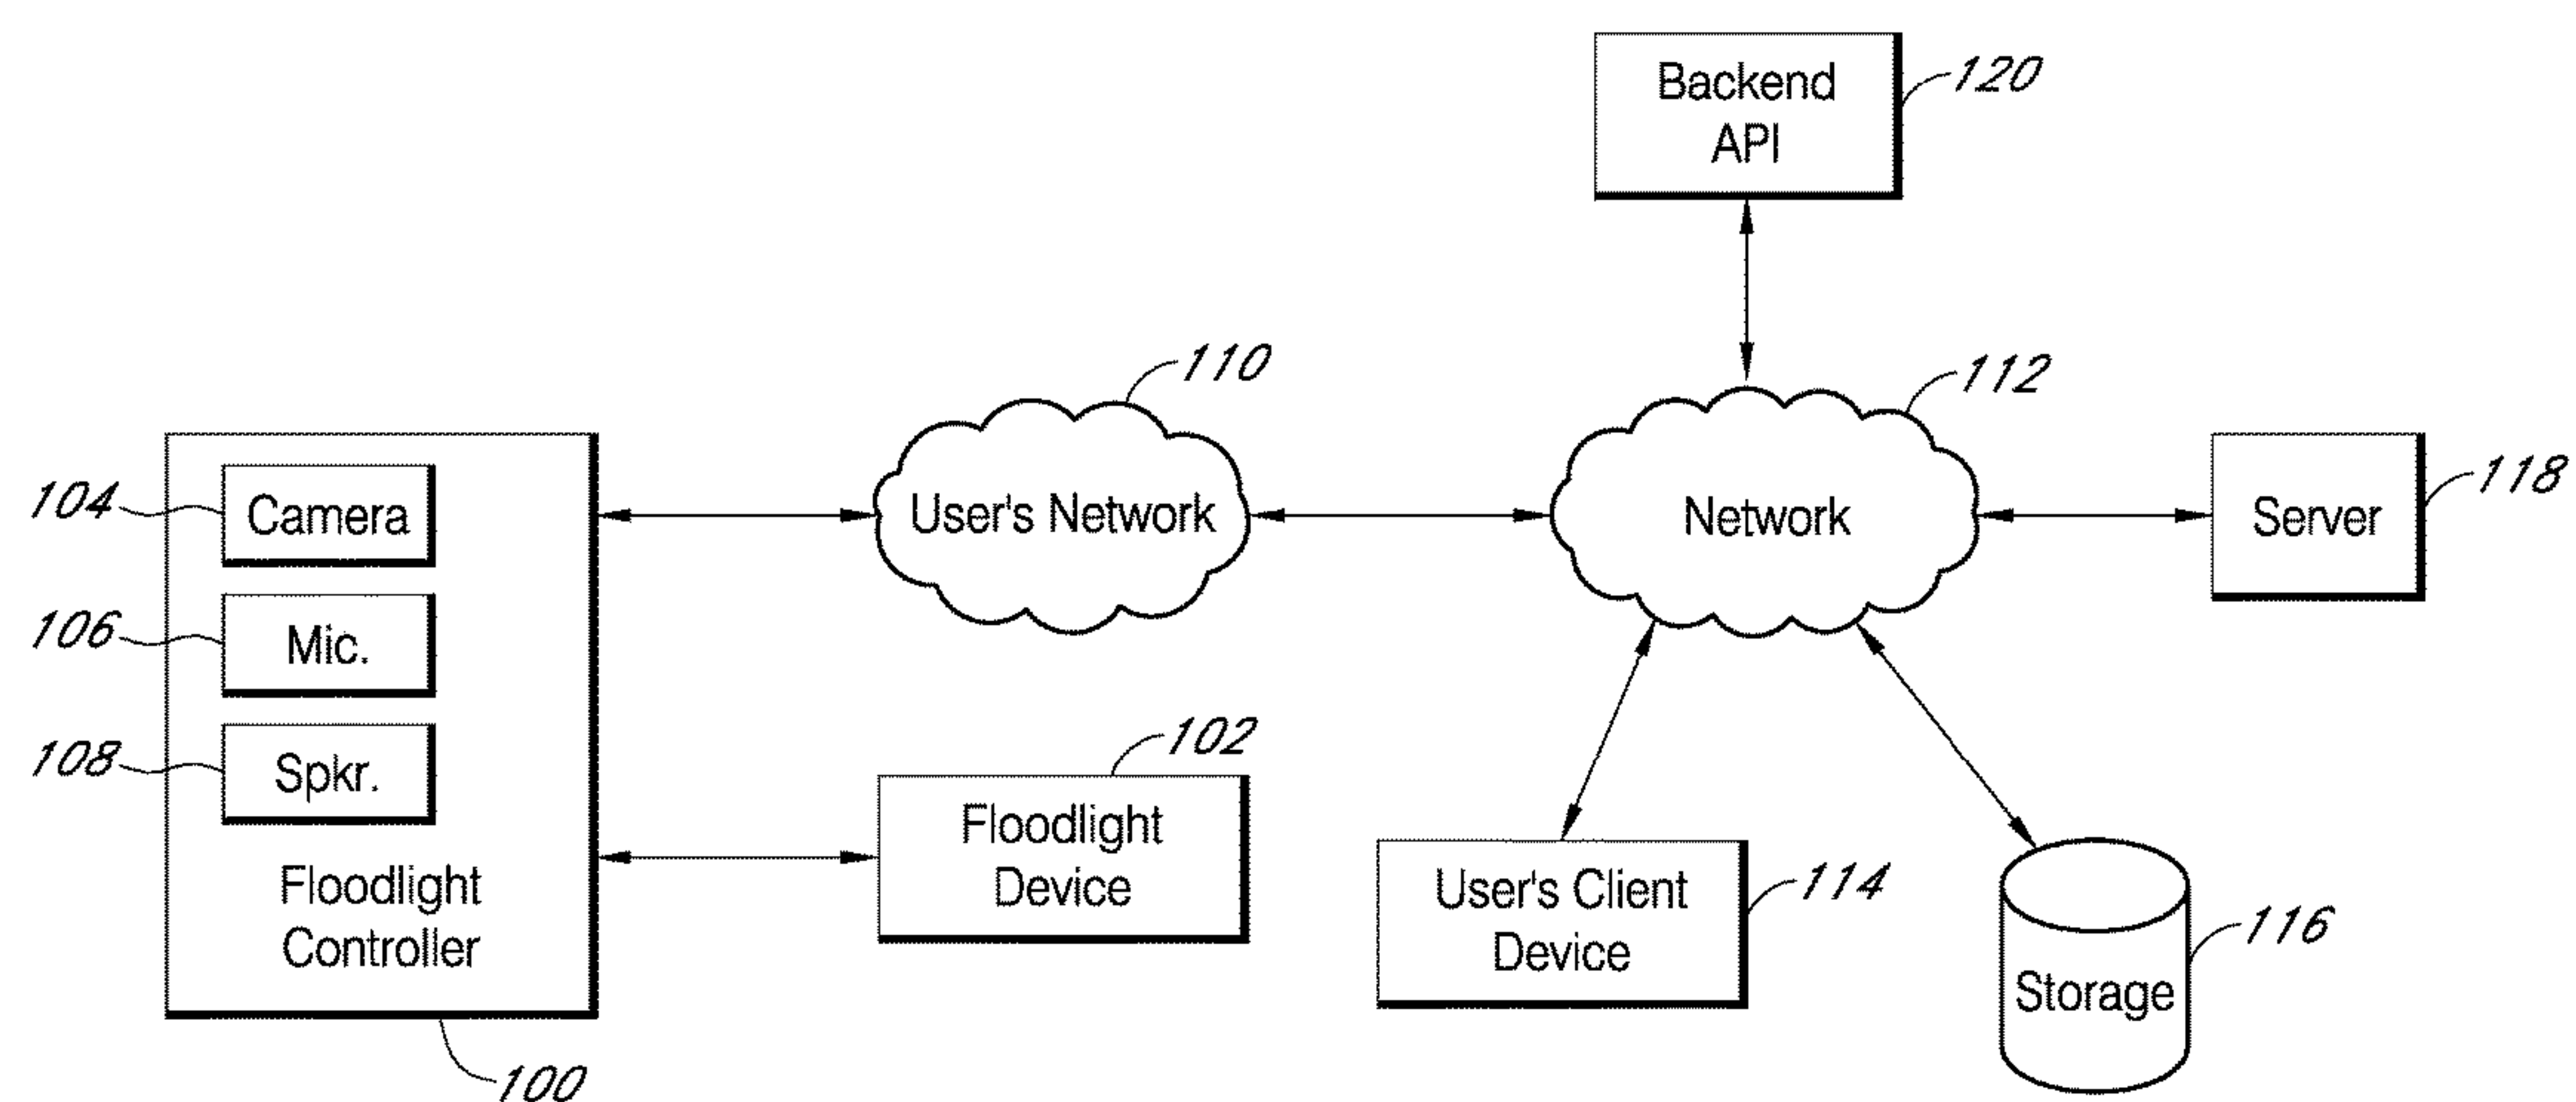 Backend
API
120
110
112
104
Camera
User's Network
Network
Server
118
106
Mic.
108
Spkr.
102
Floodlight
Device
Floodlight
Controller
User's Client
Device
114
116
Storage
100